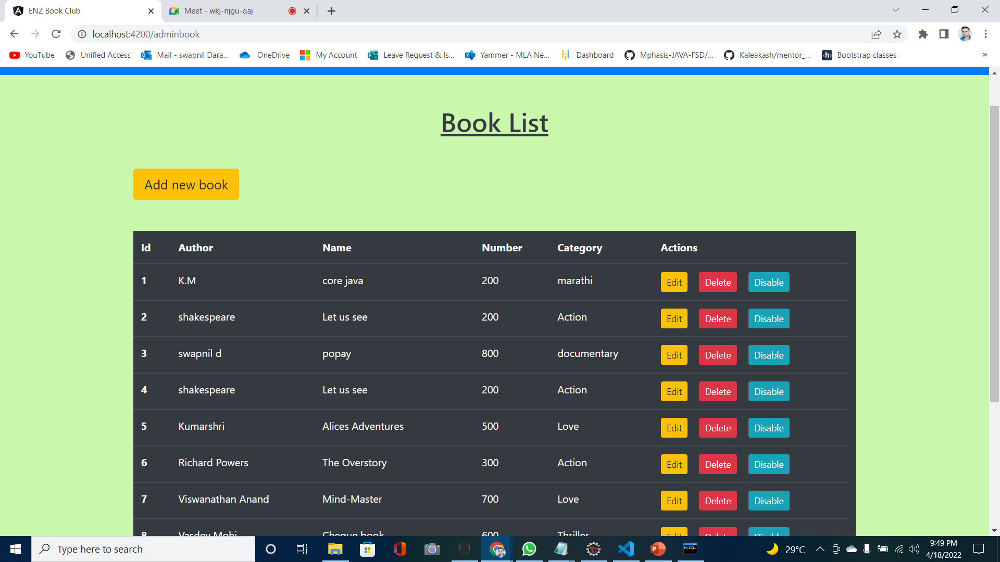 ENZ Book Club
Meet - wkj-njgu-qaj
localhost:4200/adminbook
YouTube Unified Access Mail - swapnil Dara... OneDrive My Account Leave Request & Is... Yammer - MLA Ne... Dashboard Mphasis-JAVA-FSD/... Kaleakash/mentor_... Bootstrap classes »
Book List
Add new book
Id Author Name Number Category Actions
1 K.M core java 200 marathi Edit Delete Disable
2 shakespeare Let us see 200 Action Edit Delete Disable
3 swapnil d popay 800 documentary Edit Delete Disable
4 shakespeare Let us see 200 Action Edit Delete Disable
5 Kumarshri Alices Adventures 500 Love Edit Delete Disable
6 Richard Powers The Overstory 300 Action Edit Delete Disable
7 Viswanathan Anand Mind-Master 700 Love Edit Delete Disable
8 Vasdev Mohi Cheque book 600 Thriller Edit Delete Disable
Type here to search
29°C
9:49 PM
4/18/2022